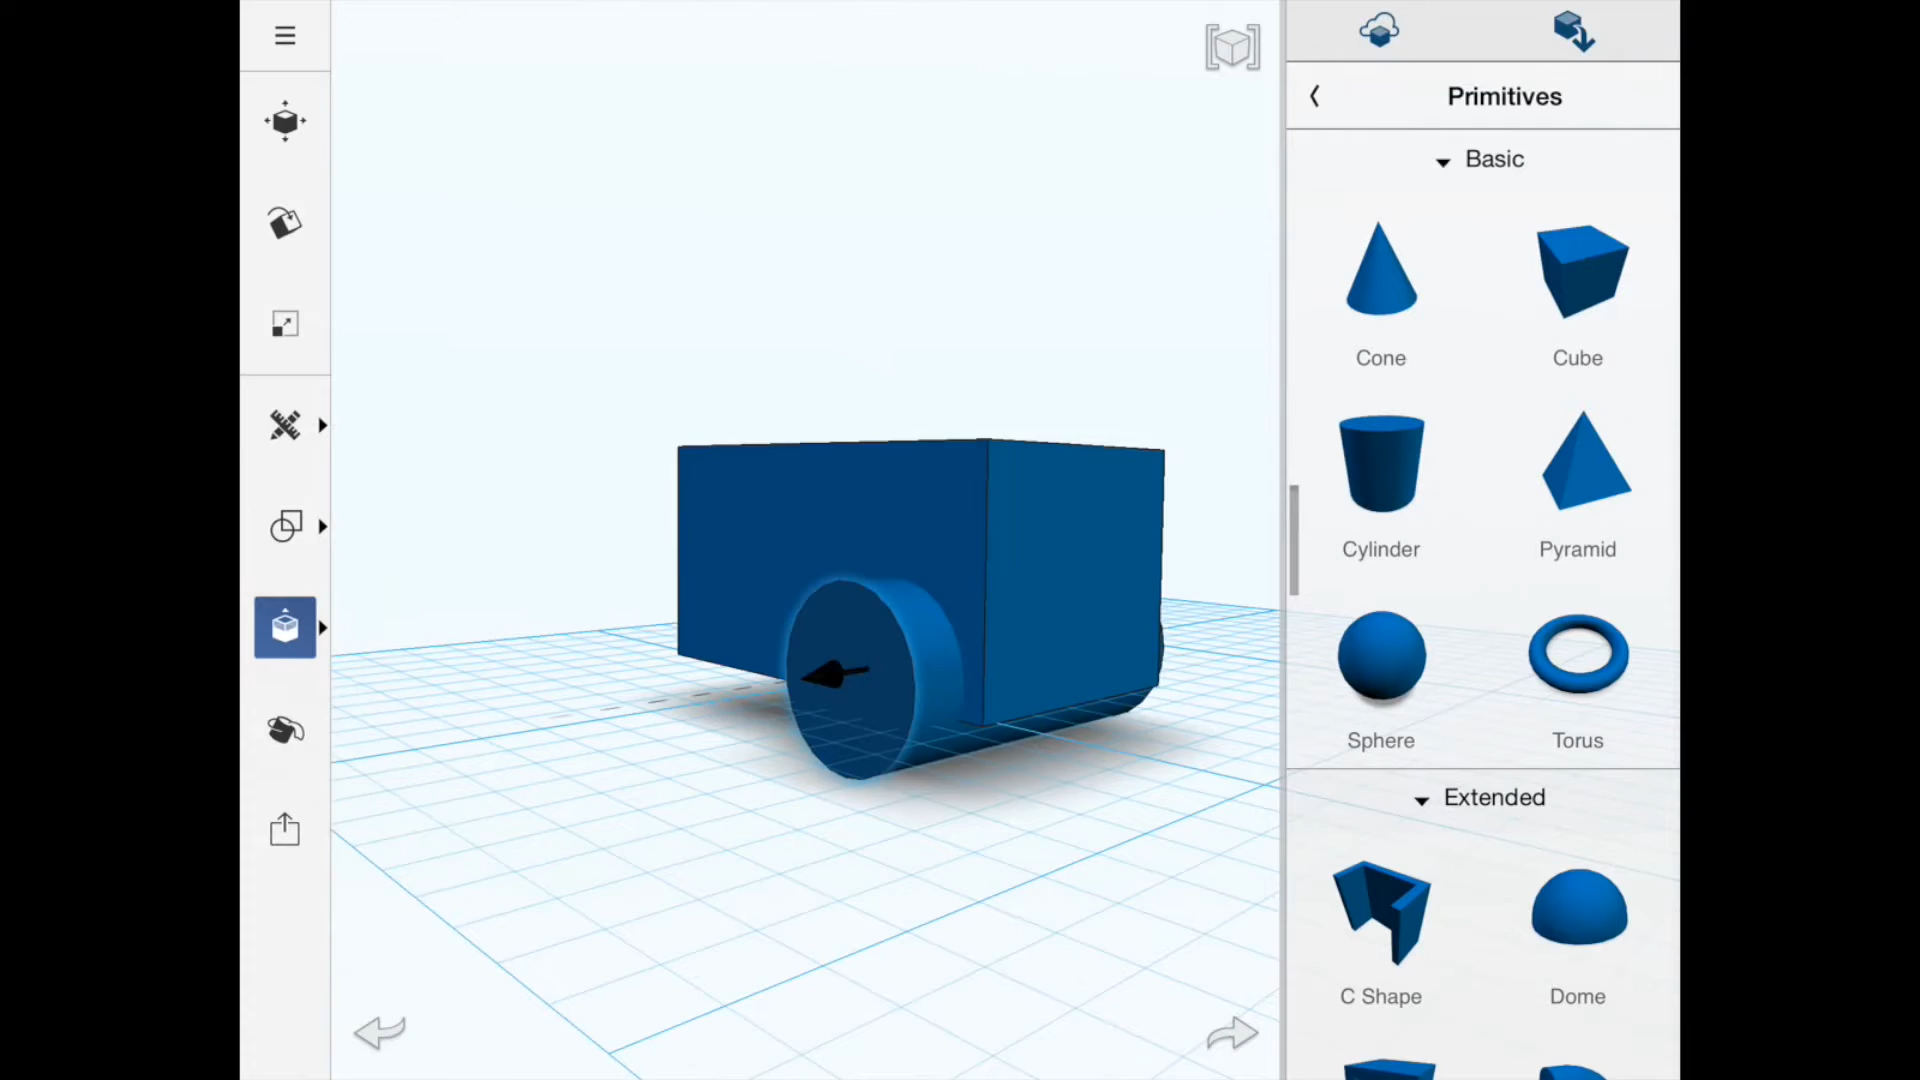 Primitives
Basic
Cone
Cube
Cylinder
Pyramid
Sphere
Torus
Extended
C Shape
Dome